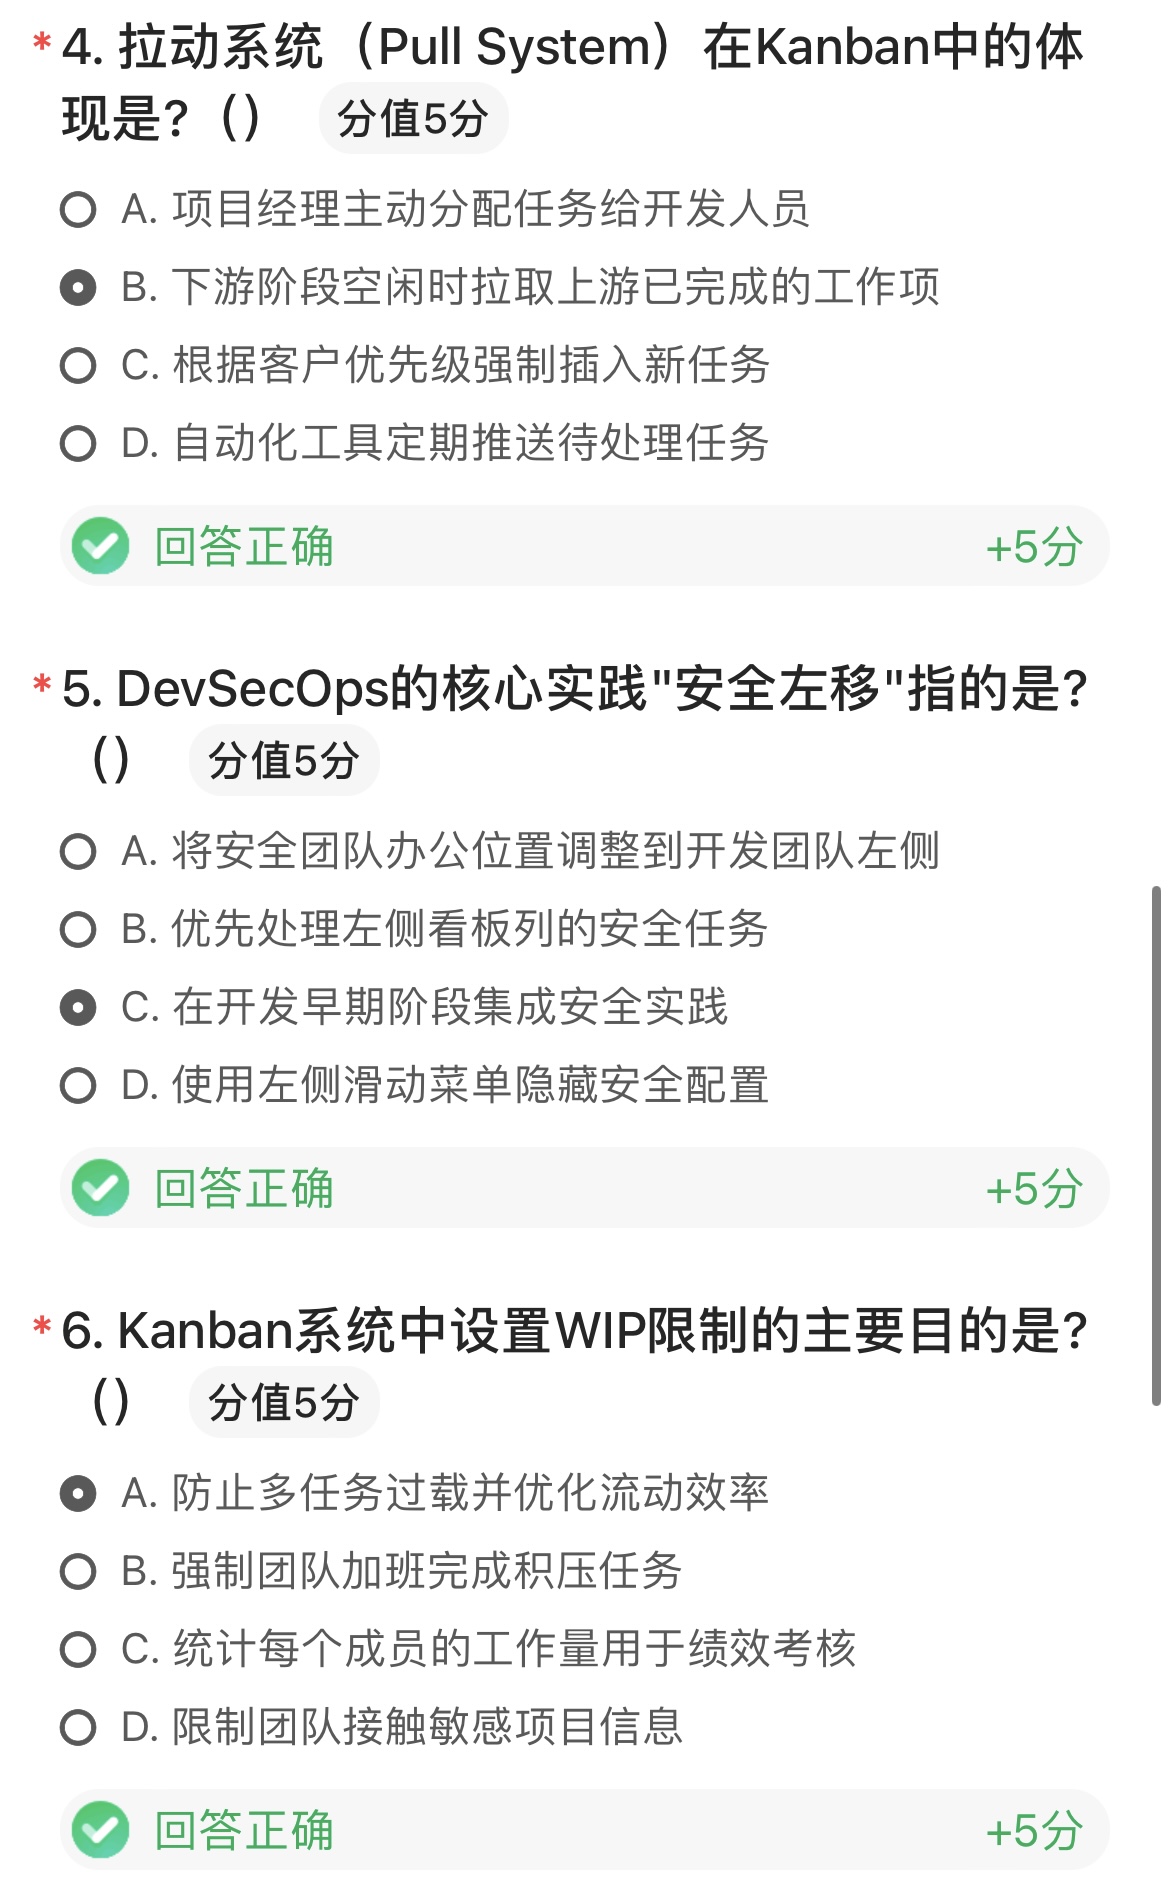 * 4. 拉动系统（Pull System）在Kanban中的体
现是?（） 分值5分
A. 项目经理主动分配任务给开发人员
B. 下游阶段空闲时拉取上游已完成的工作项
C. 根据客户优先级强制插入新任务
D. 自动化工具定期推送待处理任务
回答正确 +5分
* 5. DevSecOps的核心实践"安全左移"指的是?
（） 分值5分
A. 将安全团队办公位置调整到开发团队左侧
B. 优先处理左侧看板列的安全任务
C. 在开发早期阶段集成安全实践
D. 使用左侧滑动菜单隐藏安全配置
回答正确 +5分
* 6. Kanban系统中设置WIP限制的主要目的是?
（） 分值5分
A. 防止多任务过载并优化流动效率
B. 强制团队加班完成积压任务
C. 统计每个成员的工作量用于绩效考核
D. 限制团队接触敏感项目信息
回答正确 +5分